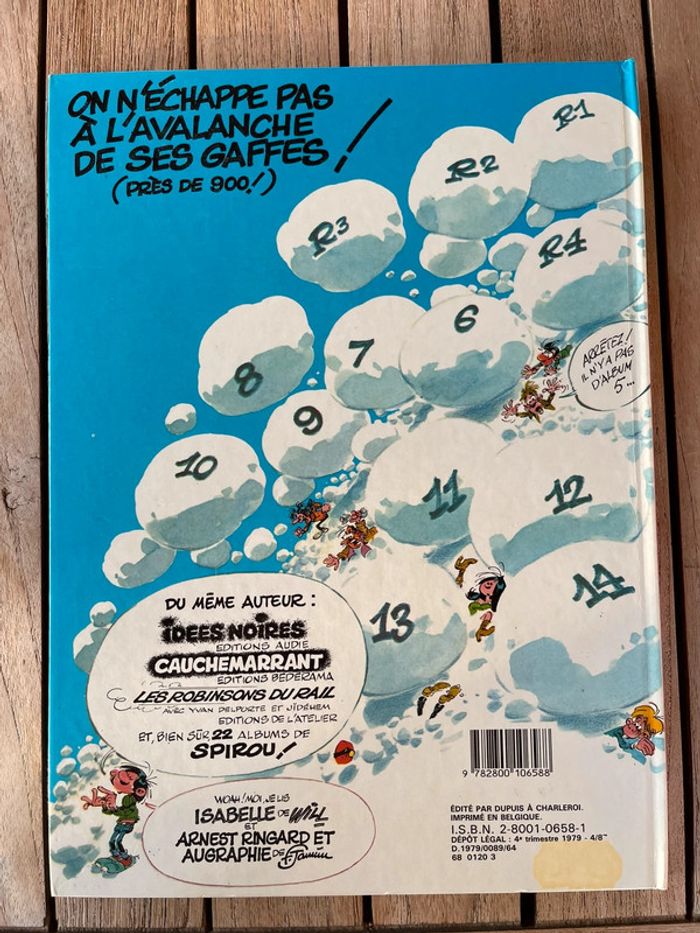 ON N'ÉCHAPPE PAS
À L'AVALANCHE
DE SES GAFFES !
(PRÈS DE 900!)
R1
R2
R3
R4
6
7
8
9
10
ARRÊTEZ!
IL N'Y A PAS
D'ALBUM
5...
11
12
13
14
DU MÊME AUTEUR :
IDEES NOIRES
EDITIONS AUDIE
CAUCHEMARRANT
EDITIONS BÉDÉRAMA
LES ROBINSONS DU RAIL
AVEC YVAN DELPORTE ET JIDÉHEM
EDITIONS DE L'ATELIER
ET, BIEN SÛR, 22 ALBUMS DE
SPIROU!
WOAH! MOI, JE LIS
ISABELLE DE WILL
ET
ARNEST RINGARD ET
AUGRAPHIE DE F. Jannin
9 782800 106588
ÉDITÉ PAR DUPUIS À CHARLEROI.
IMPRIMÉ EN BELGIQUE.
I.S.B.N. 2-8001-0658-1
DÉPÔT LÉGAL : 4e trimestre 1979 - 4/8
D.1979/0089/64
68 0120 3